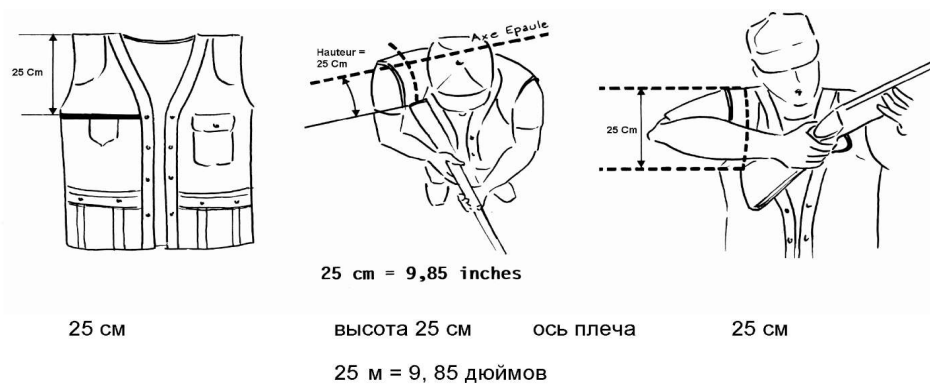 25 Cm
Hauteur =
25 Cm
Axe Epaule
25 Cm
25 cm = 9,85 inches
25 см
высота 25 см
ось плеча
25 см
25 м = 9, 85 дюймов